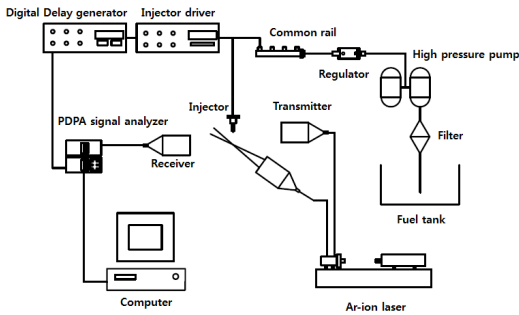 Digital Delay generator
Injector driver
Common rail
High pressure pump
Regulator
Injector
Transmitter
PDPA signal analyzer
Filter
Receiver
Fuel tank
Computer
Ar-ion laser